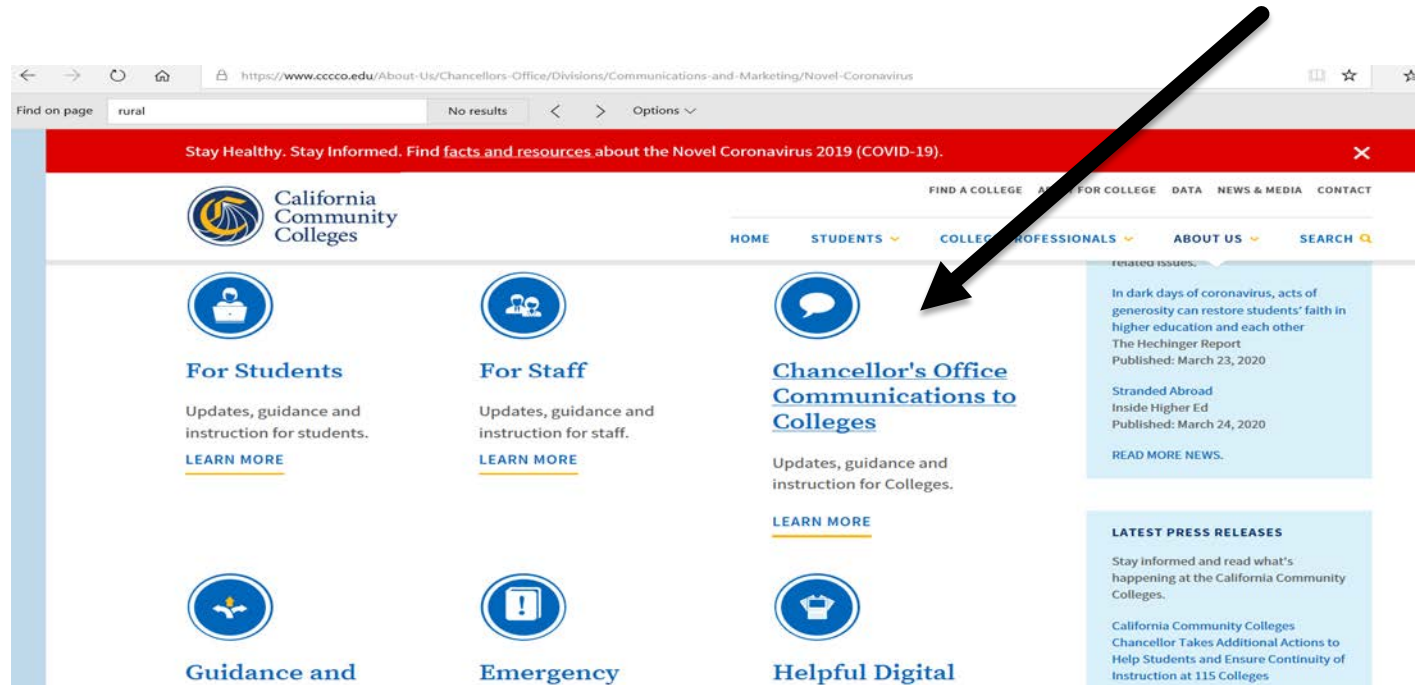 https://www.cccco.edu/About-Us/Chancellors-Office/Divisions/Communications-and-Marketing/Novel-Coronavirus
Find on page rural No results Options
Stay Healthy. Stay Informed. Find facts and resources about the Novel Coronavirus 2019 (COVID-19).
California
Community
Colleges
FIND A COLLEGE FOR COLLEGE DATA NEWS & MEDIA CONTACT
HOME STUDENTS COLLEGE PROFESSIONALS ABOUT US SEARCH
For Students
Updates, guidance and
instruction for students.
LEARN MORE
For Staff
Updates, guidance and
instruction for staff.
LEARN MORE
Chancellor's Office
Communications to
Colleges
Updates, guidance and
instruction for Colleges.
LEARN MORE
Guidance and
Emergency
Helpful Digital
related issues.
In dark days of coronavirus, acts of
generosity can restore students' faith in
higher education and each other
The Hechinger Report
Published: March 23, 2020
Stranded Abroad
Inside Higher Ed
Published: March 24, 2020
READ MORE NEWS.
LATEST PRESS RELEASES
Stay informed and read what's
happening at the California Community
Colleges.
California Community Colleges
Chancellor Takes Additional Actions to
Help Students and Ensure Continuity of
Instruction at 115 Colleges